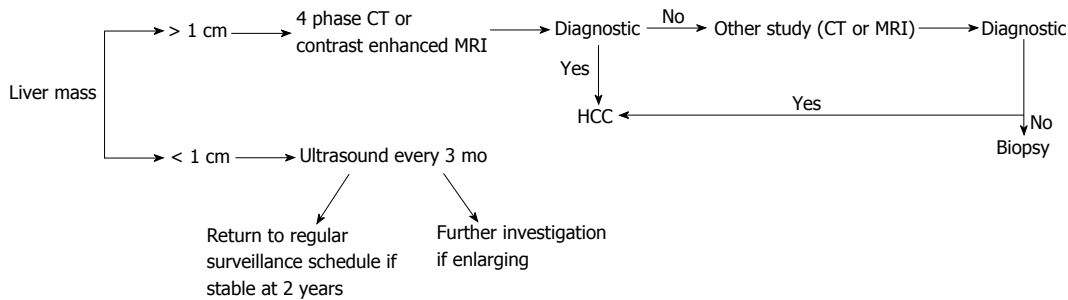 > 1 cm
4 phase CT or
contrast enhanced MRI
Diagnostic
No
Other study (CT or MRI)
Diagnostic
Yes
Liver mass
HCC
Yes
No
Biopsy
< 1 cm
Ultrasound every 3 mo
Return to regular
surveillance schedule if
stable at 2 years
Further investigation
if enlarging